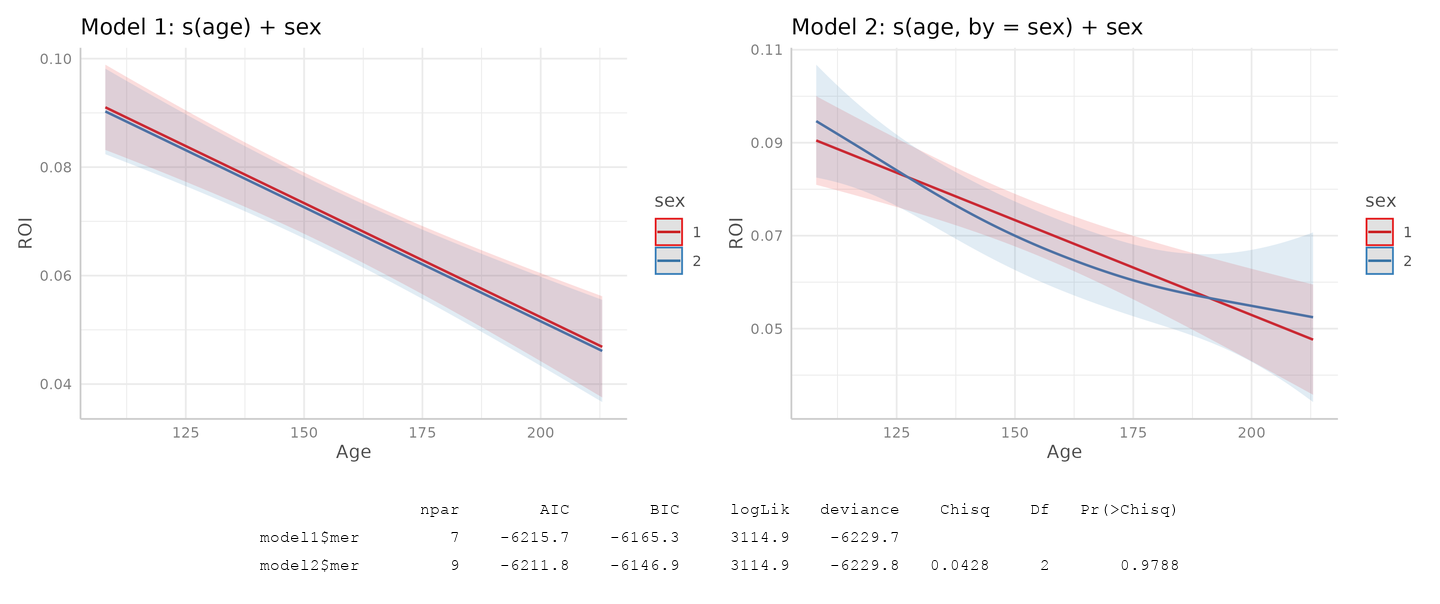 Model 1: s(age) + sex
0.10
0.08
0.06
0.04
ROI
125 150 175 200
Age
sex
1
2
Model 2: s(age, by = sex) + sex
0.11
0.09
0.07
0.05
ROI
125 150 175 200
Age
sex
1
2
npar AIC BIC logLik deviance Chisq Df Pr(>Chisq)
model1$mer 7 -6215.7 -6165.3 3114.9 -6229.7
model2$mer 9 -6211.8 -6146.9 3114.9 -6229.8 0.0428 2 0.9788